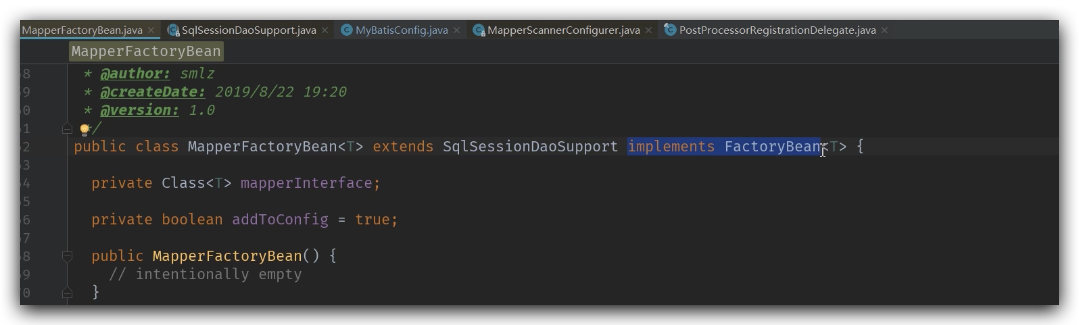 MapperFactoryBean.java × SqlSessionDaoSupport.java × MyBatisConfig.java × MapperScannerConfigurer.java × PostProcessorRegistrationDelegate.java ×
MapperFactoryBean
8 * @author: smlz
9 * @createDate: 2019/8/22 19:20
0 * @version: 1.0
1 */
2 public class MapperFactoryBean<T> extends SqlSessionDaoSupport implements FactoryBean<T> {
3
4 private Class<T> mapperInterface;
5
6 private boolean addToConfig = true;
7
8 public MapperFactoryBean() {
9 // intentionally empty
0 }